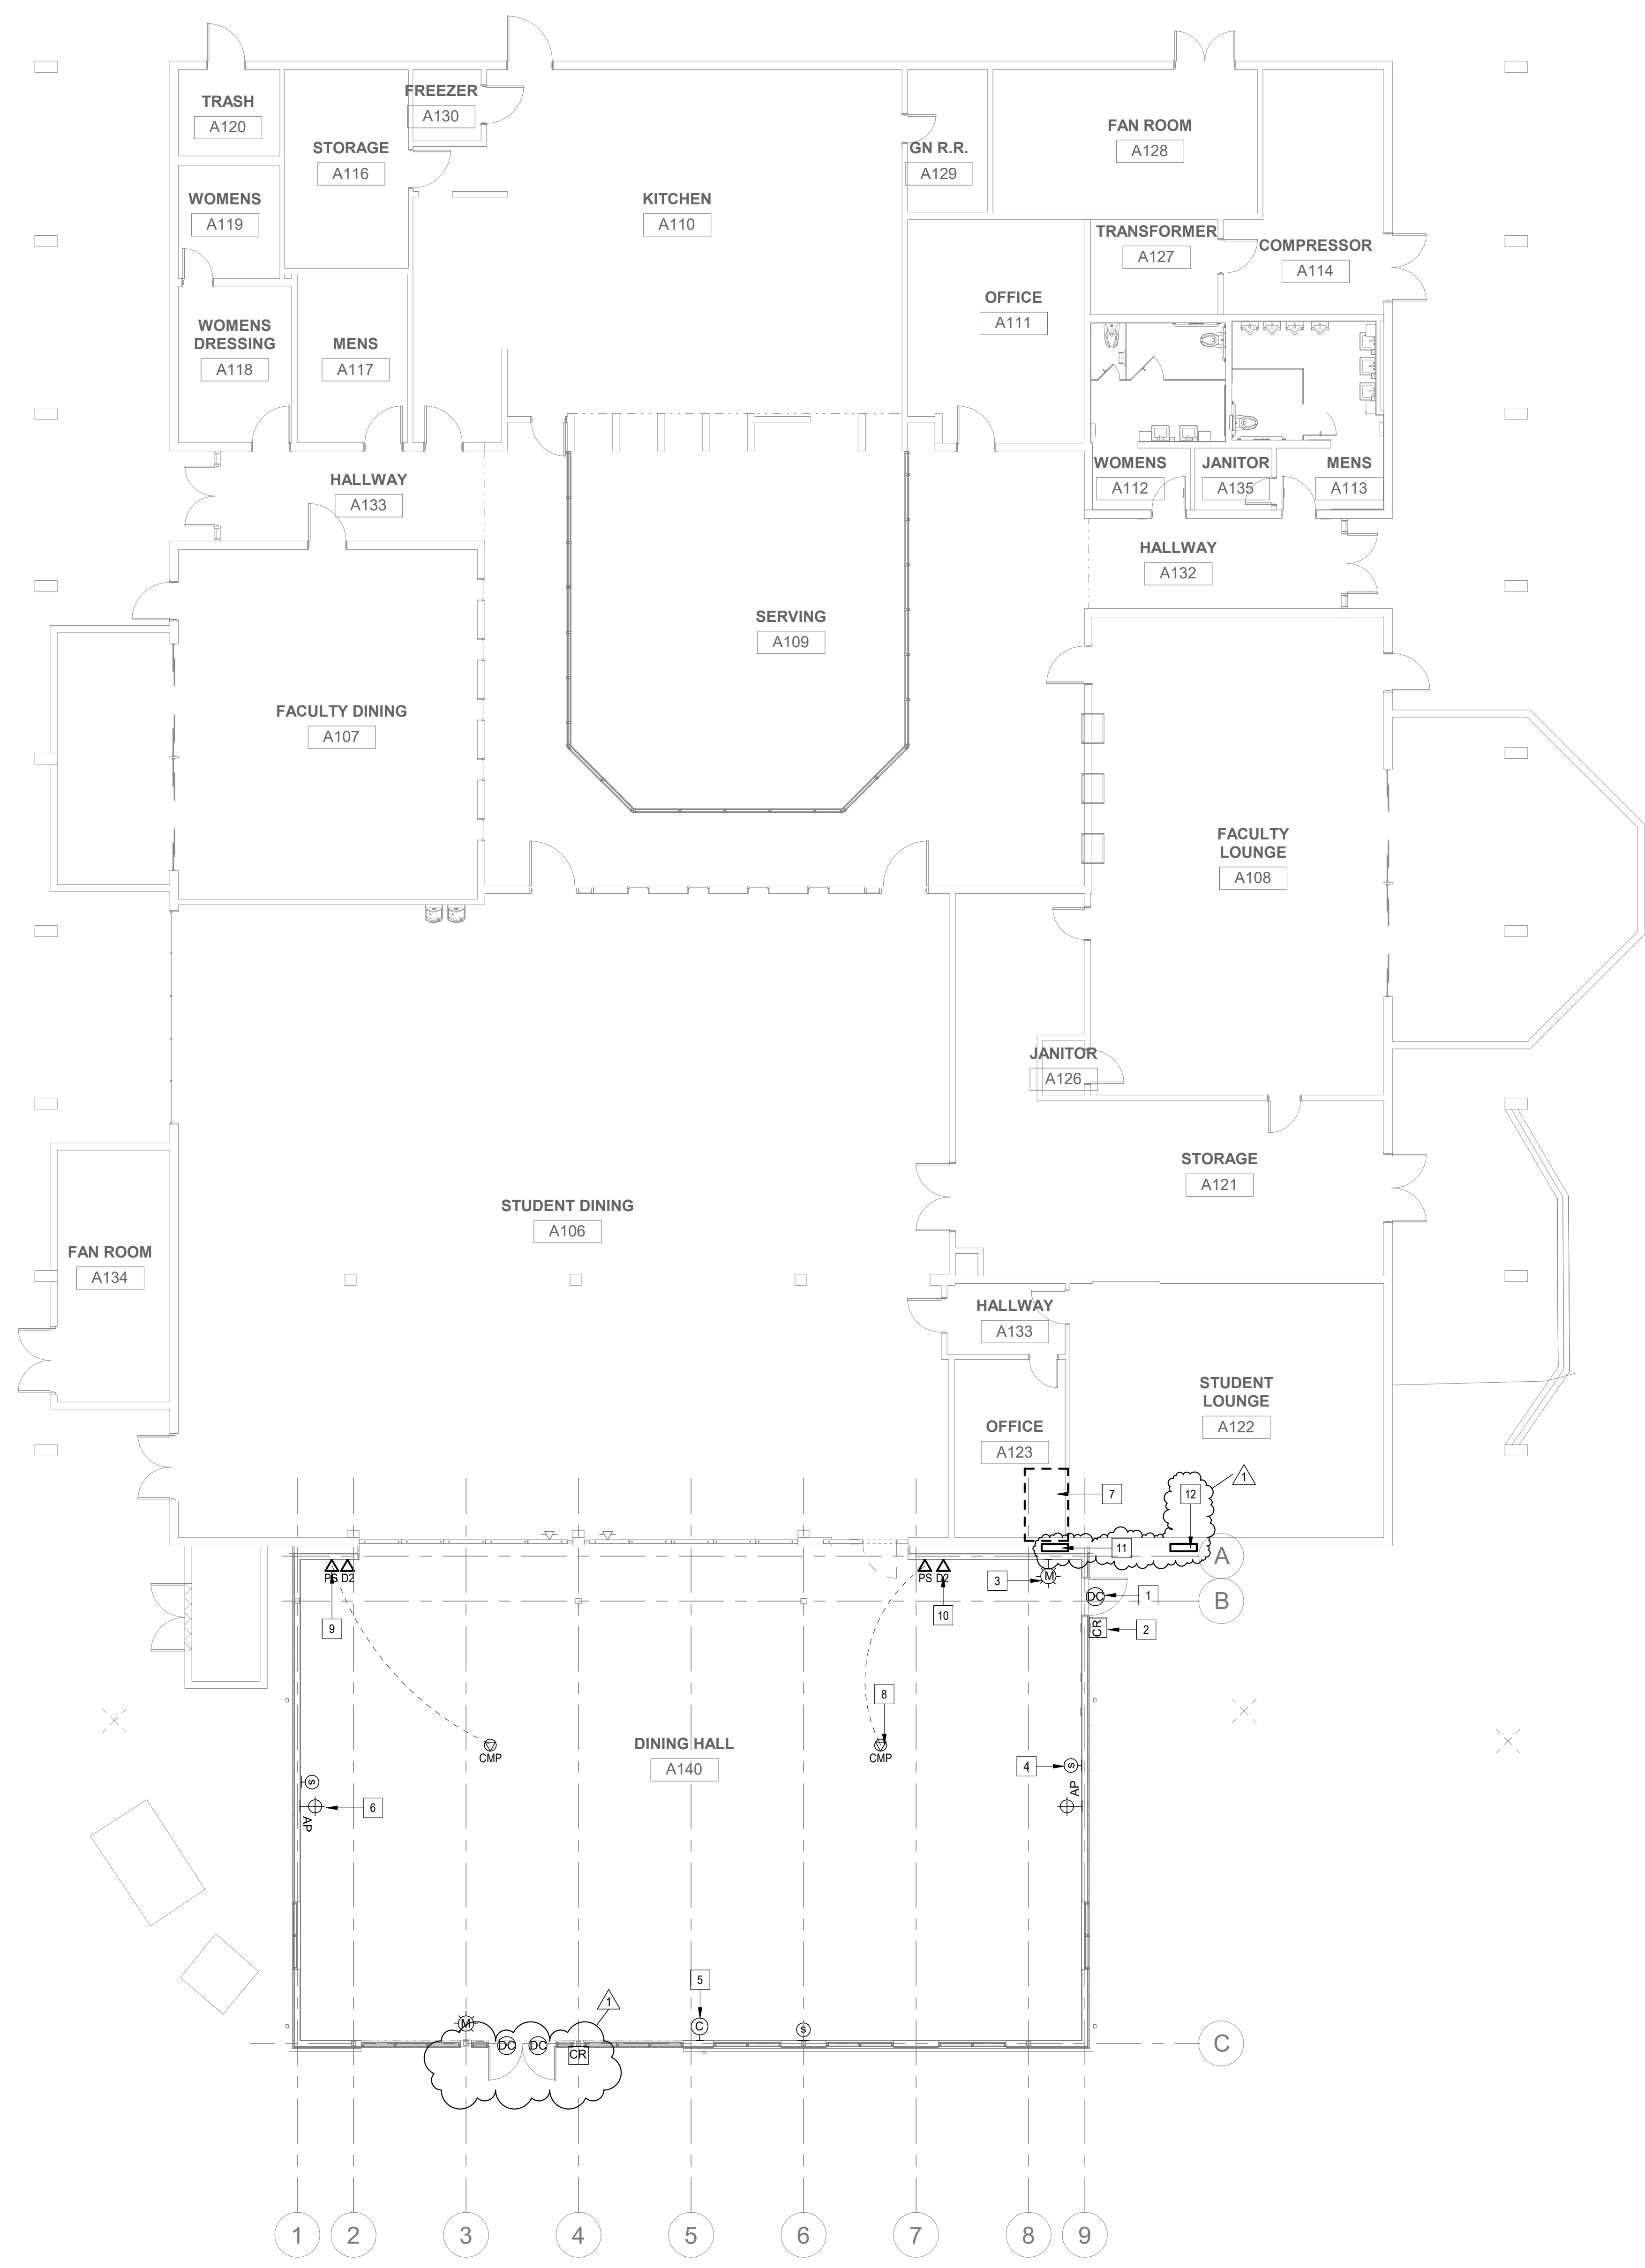 TRASH
A120
FREEZER
A130
STORAGE
A116
KITCHEN
A110
GN R.R.
A129
FAN ROOM
A128
WOMENS
A119
TRANSFORMER
A127
COMPRESSOR
A114
OFFICE
A111
WOMENS
DRESSING
A118
MENS
A117
HALLWAY
A133
WOMENS
A112
JANITOR
A135
MENS
A113
HALLWAY
A132
SERVING
A109
FACULTY DINING
A107
FACULTY
LOUNGE
A108
JANITOR
A126
STORAGE
A121
STUDENT DINING
A106
FAN ROOM
A134
HALLWAY
A133
STUDENT
LOUNGE
A122
OFFICE
A123
7
12
1
11
A
PS
D2
PS
D2
3
M
DC
1
B
9
10
CR
2
8
CMP
CMP
DINING HALL
A140
S
4
S
AP
6
AP
5
1
M
C
S
DC
DC
CR
C
1
2
3
4
5
6
7
8
9